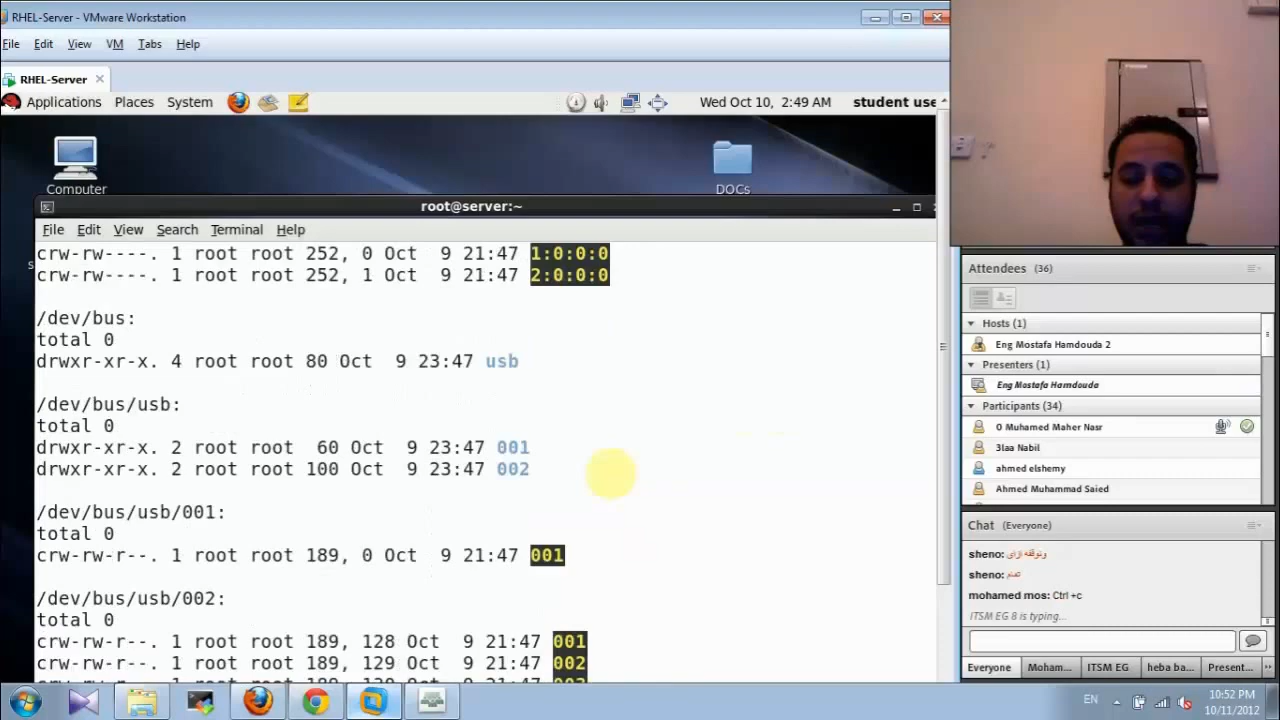 RHEL-Server - VMware Workstation
File Edit View VM Tabs Help
RHEL-Server
Applications Places System Wed Oct 10, 2:49 AM student use
Computer
DOCs
root@server:~
File Edit View Search Terminal Help
crw-rw----. 1 root root 252, 0 Oct 9 21:47 1:0:0:0
crw-rw----. 1 root root 252, 1 Oct 9 21:47 2:0:0:0
/dev/bus:
total 0
drwxr-xr-x. 4 root root 80 Oct 9 23:47 usb
/dev/bus/usb:
total 0
drwxr-xr-x. 2 root root 60 Oct 9 23:47 001
drwxr-xr-x. 2 root root 100 Oct 9 23:47 002
/dev/bus/usb/001:
total 0
crw-rw-r--. 1 root root 189, 0 Oct 9 21:47 001
/dev/bus/usb/002:
total 0
crw-rw-r--. 1 root root 189, 128 Oct 9 21:47 001
crw-rw-r--. 1 root root 189, 129 Oct 9 21:47 002
Attendees (36)
Hosts (1)
Eng Mostafa Hamdouda 2
Presenters (1)
Eng Mostafa Hamdouda
Participants (34)
O Muhamed Maher Nasr
3laa Nabil
ahmed elshemy
Ahmed Muhammad Saied
Chat (Everyone)
sheno: ونوقفه ازاى
sheno: تمام
mohamed mos: Ctrl +c
ITSM EG 8 is typing...
Everyone Moham... ITSM EG heba ba... Present...
EN
10:52 PM
10/11/2012